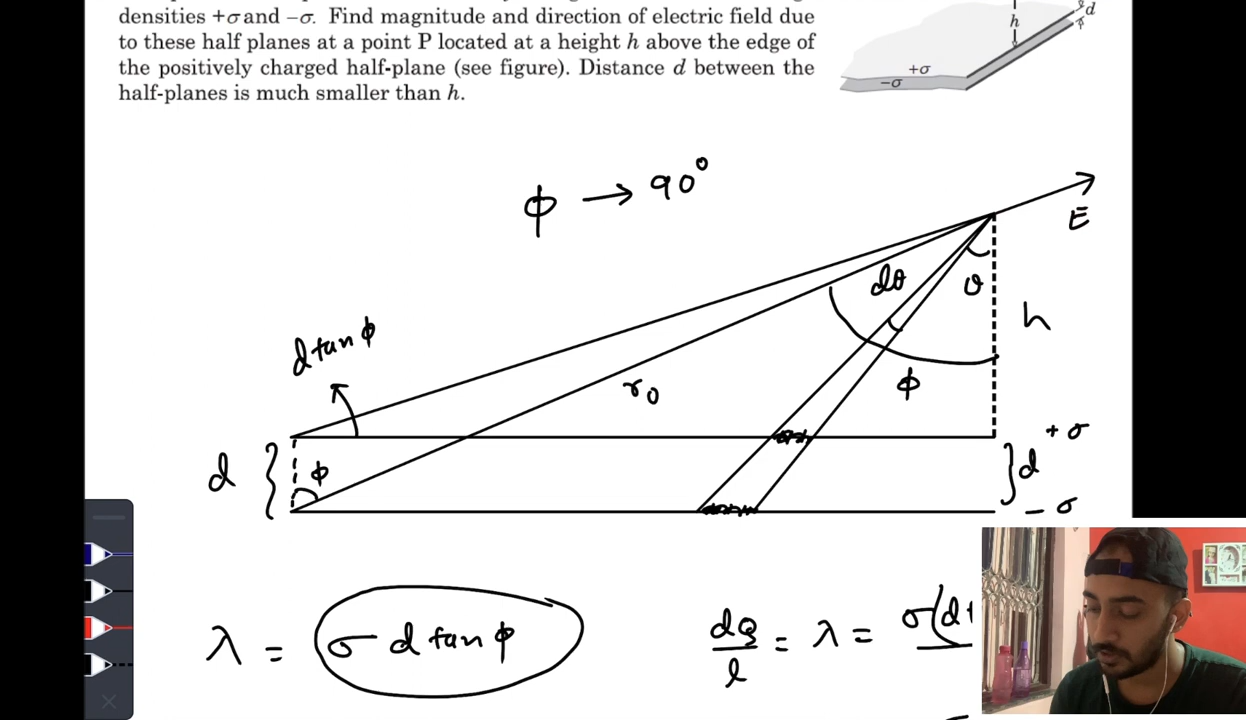 densities +σ and −σ. Find magnitude and direction of electric field due
to these half planes at a point P located at a height h above the edge of
the positively charged half-plane (see figure). Distance d between the
half-planes is much smaller than h.
h
d
+σ
−σ
ϕ → 90°
E
dθ
θ
h
d tan ϕ
r₀
ϕ
d
ϕ
d
+ σ
− σ
λ = σ d tan ϕ
dQ/l = λ = σ(d